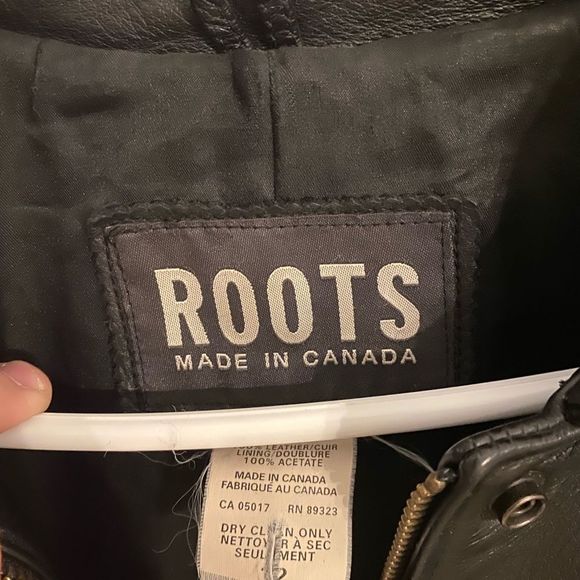 ROOTS
MADE IN CANADA
100% LEATHER/CUIR
LINING/DOUBLURE
100% ACETATE
MADE IN CANADA
FABRIQUÉ AU CANADA
CA 05017 RN 89323
DRY CLEAN ONLY
NETTOYER À SEC
SEULEMENT